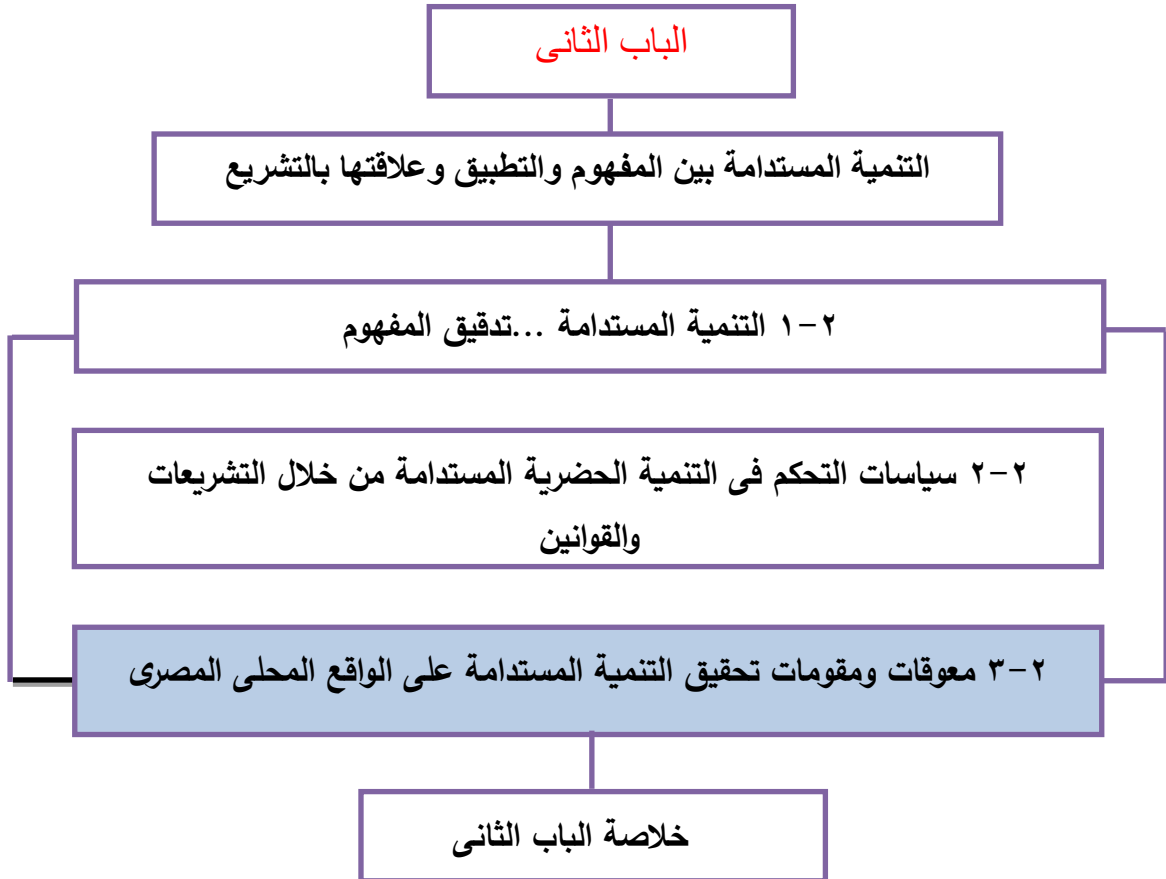 الباب الثانى
التنمية المستدامة بين المفهوم والتطبيق وعلاقتها بالتشريع
٢-١ التنمية المستدامة ...تدقيق المفهوم
٢-٢ سياسات التحكم فى التنمية الحضرية المستدامة من خلال التشريعات
والقوانين
٢-٣ معوقات ومقومات تحقيق التنمية المستدامة على الواقع المحلى المصرى
خلاصة الباب الثانى